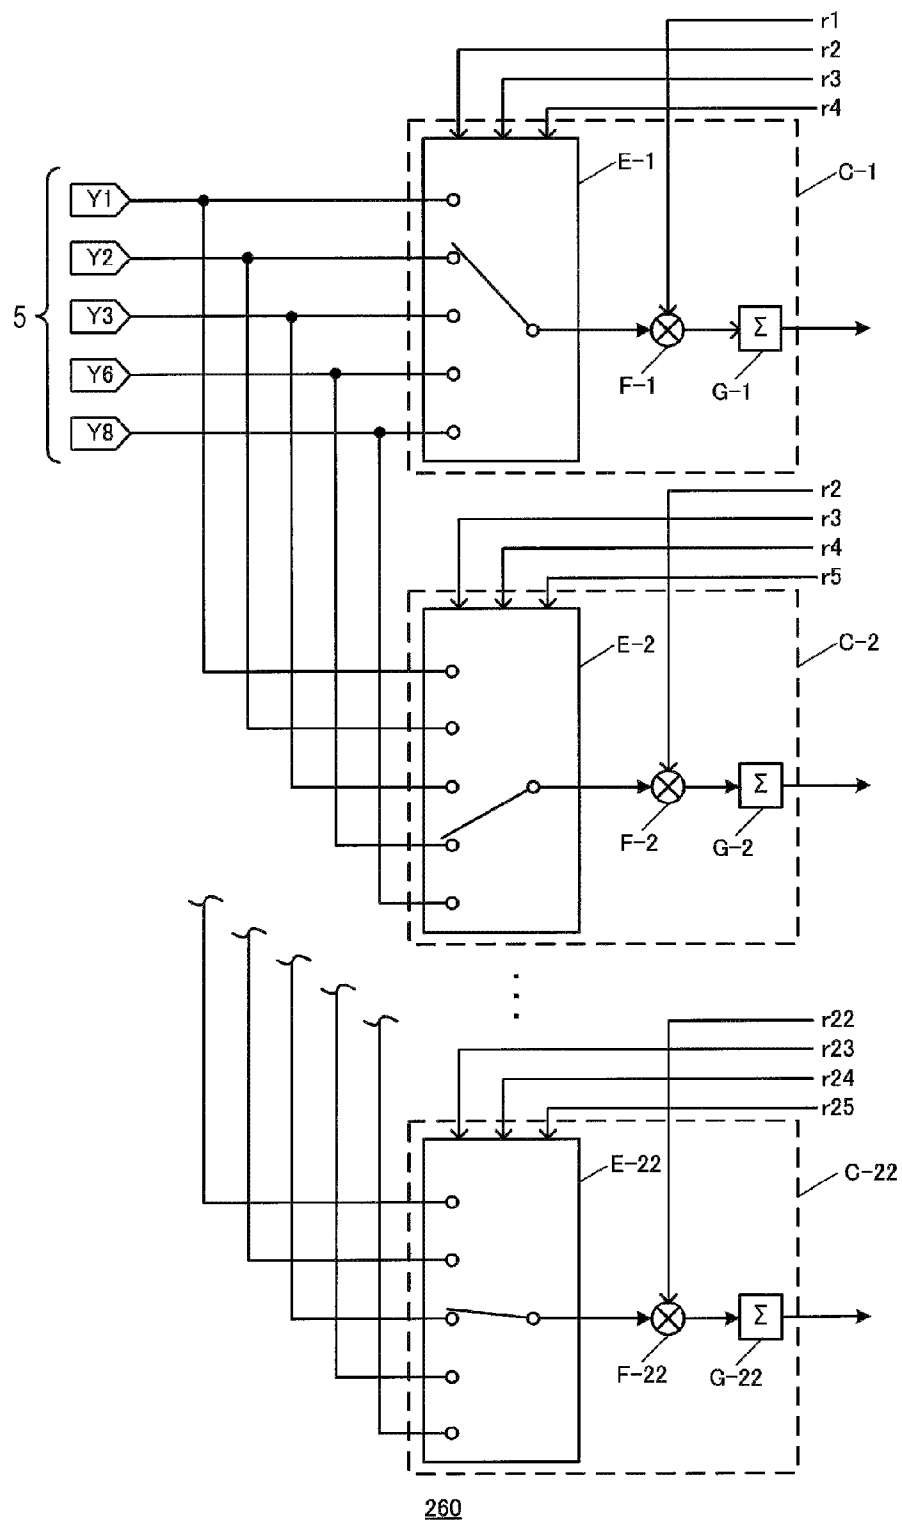 r1
r2
r3
r4
E-1
C-1
5
Y1
Y2
Y3
Y6
Y8
Σ
F-1
G-1
r2
r3
r4
r5
E-2
C-2
Σ
F-2
G-2
r22
r23
r24
r25
E-22
C-22
Σ
F-22
G-22
260